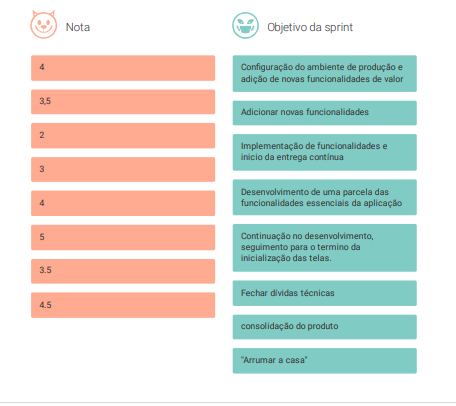 Nota
4
3,5
2
3
4
5
3.5
4.5
Objetivo da sprint
Configuração do ambiente de produção e
adição de novas funcionalidades de valor
Adicionar novas funcionalidades
Implementação de funcionalidades e
inicio da entrega contínua
Desenvolvimento de uma parcela das
funcionalidades essenciais da aplicação
Continuação no desenvolvimento,
seguimento para o termino da
inicialização das telas.
Fechar dívidas técnicas
consolidação do produto
"Arrumar a casa"